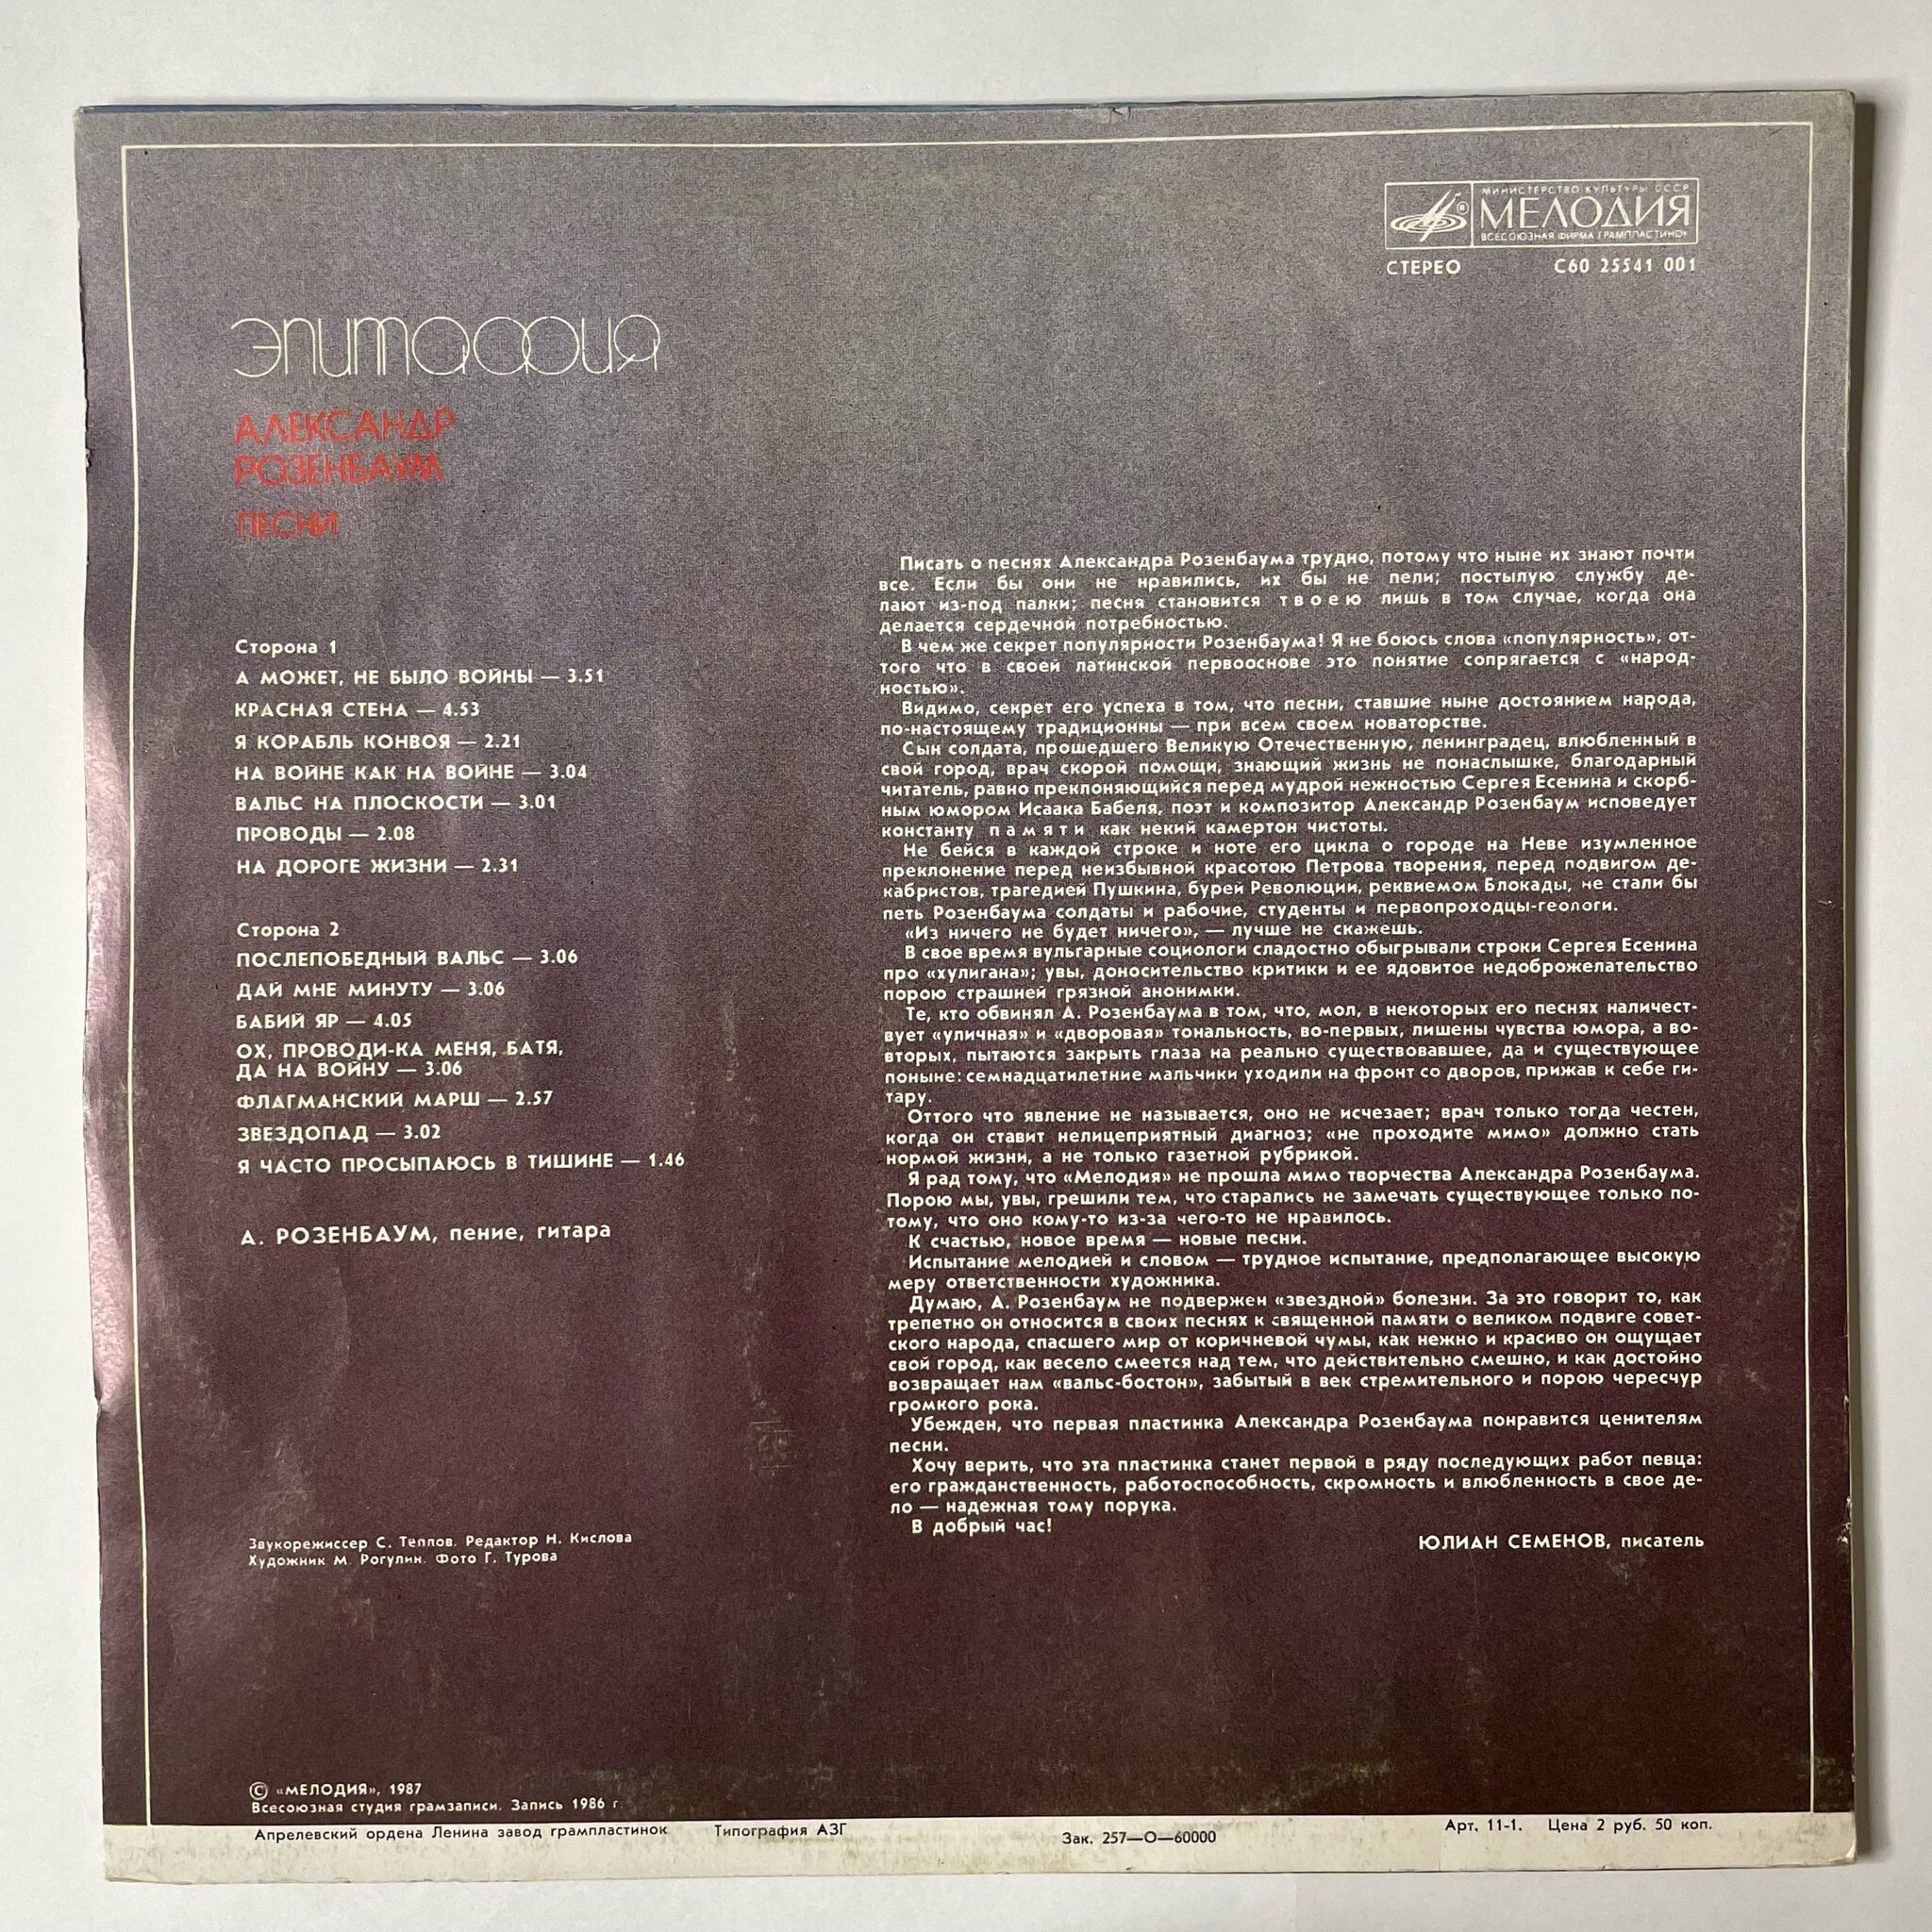 МИНИСТЕРСТВО КУЛЬТУРЫ СССР
МЕЛОДИЯ
ВСЕСОЮЗНАЯ ФИРМА ГРАМПЛАСТИНОК
СТЕРЕО С60 25541 001
эпитафия
АЛЕКСАНДР
РОЗЕНБАУМ
ПЕСНИ
Сторона 1
А МОЖЕТ, НЕ БЫЛО ВОЙНЫ — 3.51
КРАСНАЯ СТЕНА — 4.53
Я КОРАБЛЬ КОНВОЯ — 2.21
НА ВОЙНЕ КАК НА ВОЙНЕ — 3.04
ВАЛЬС НА ПЛОСКОСТИ — 3.01
ПРОВОДЫ — 2.08
НА ДОРОГЕ ЖИЗНИ — 2.31
Сторона 2
ПОСЛЕПОБЕДНЫЙ ВАЛЬС — 3.06
ДАЙ МНЕ МИНУТУ — 3.06
БАБИЙ ЯР — 4.05
ОХ, ПРОВОДИ-КА МЕНЯ, БАТЯ,
ДА НА ВОЙНУ — 3.06
ФЛАГМАНСКИЙ МАРШ — 2.57
ЗВЕЗДОПАД — 3.02
Я ЧАСТО ПРОСЫПАЮСЬ В ТИШИНЕ — 1.46
А. РОЗЕНБАУМ, пение, гитара
Звукорежиссер С. Теплов. Редактор Н. Кислова
Художник М. Рогулин. Фото Г. Турова
Писать о песнях Александра Розенбаума трудно, потому что ныне их знают почти
все. Если бы они не нравились, их бы не пели; постылую службу де-
лают из-под палки; песня становится твоею лишь в том случае, когда она
делается сердечной потребностью.
В чем же секрет популярности Розенбаума! Я не боюсь слова «популярность», от-
того что в своей латинской первооснове это понятие сопрягается с «народ-
ностью».
Видимо, секрет его успеха в том, что песни, ставшие ныне достоянием народа,
по-настоящему традиционны — при всем своем новаторстве.
Сын солдата, прошедшего Великую Отечественную, ленинградец, влюбленный в
свой город, врач скорой помощи, знающий жизнь не понаслышке, благодарный
читатель, равно преклоняющийся перед мудрой нежностью Сергея Есенина и скорб-
ным юмором Исаака Бабеля, поэт и композитор Александр Розенбаум исповедует
константу памяти как некий камертон чистоты.
Не бейся в каждой строке и ноте его цикла о городе на Неве изумленное
преклонение перед неизбывной красотою Петрова творения, перед подвигом де-
кабристов, трагедией Пушкина, бурей Революции, реквиемом Блокады, не стали бы
петь Розенбаума солдаты и рабочие, студенты и первопроходцы-геологи.
«Из ничего не будет ничего», — лучше не скажешь.
В свое время вульгарные социологи сладостно обыгрывали строки Сергея Есенина
про «хулигана»; увы, доносительство критики и ее ядовитое недоброжелательство
порою страшней грязной анонимки.
Те, кто обвинял А. Розенбаума в том, что, мол, в некоторых его песнях наличест-
вует «уличная» и «дворовая» тональность, во-первых, лишены чувства юмора, а во-
вторых, пытаются закрыть глаза на реально существовавшее, да и существующее
поныне: семнадцатилетние мальчики уходили на фронт со дворов, прижав к себе ги-
тару.
Оттого что явление не называется, оно не исчезает; врач только тогда честен,
когда он ставит нелицеприятный диагноз; «не проходите мимо» должно стать
нормой жизни, а не только газетной рубрикой.
Я рад тому, что «Мелодия» не прошла мимо творчества Александра Розенбаума.
Порою мы, увы, грешили тем, что старались не замечать существующее только по-
тому, что оно кому-то из-за чего-то не нравилось.
К счастью, новое время — новые песни.
Испытание мелодией и словом — трудное испытание, предполагающее высокую
меру ответственности художника.
Думаю, А. Розенбаум не подвержен «звездной» болезни. За это говорит то, как
трепетно он относится в своих песнях к священной памяти о великом подвиге совет-
ского народа, спасшего мир от коричневой чумы, как нежно и красиво он ощущает
свой город, как весело смеется над тем, что действительно смешно, и как достойно
возвращает нам «вальс-бостон», забытый в век стремительного и порою чересчур
громкого рока.
Убежден, что первая пластинка Александра Розенбаума понравится ценителям
песни.
Хочу верить, что эта пластинка станет первой в ряду последующих работ певца:
его гражданственность, работоспособность, скромность и влюбленность в свое де-
ло — надежная тому порука.
В добрый час!
ЮЛИАН СЕМЕНОВ, писатель
© «МЕЛОДИЯ», 1987
Всесоюзная студия грамзаписи. Запись 1986 г.
Апрелевский ордена Ленина завод грампластинок Типография АЗГ Зак. 257—О—60000 Арт. 11-1. Цена 2 руб. 50 коп.